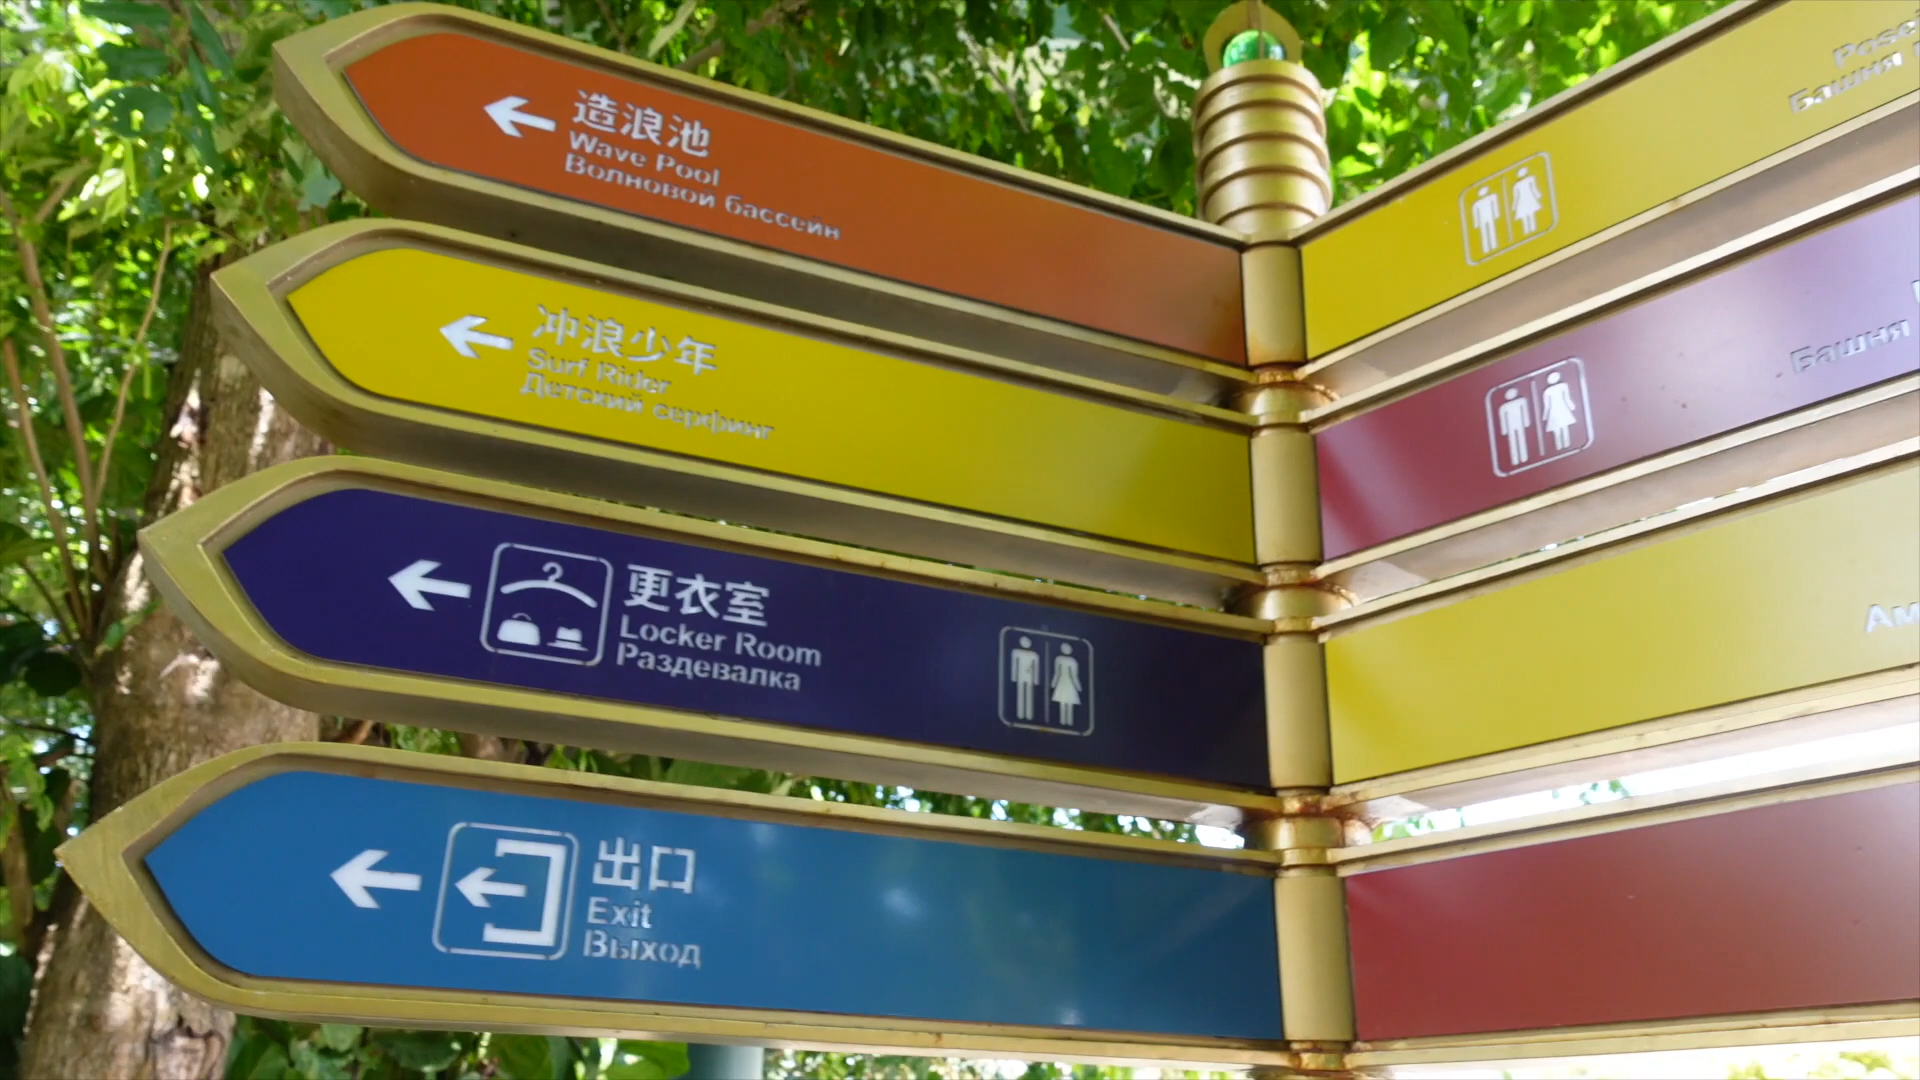 造浪池
Wave Pool
Волновой бассейн
冲浪少年
Surf Rider
Детский серфинг
更衣室
Locker Room
Раздевалка
出口
Exit
Выход
Башня
Башня